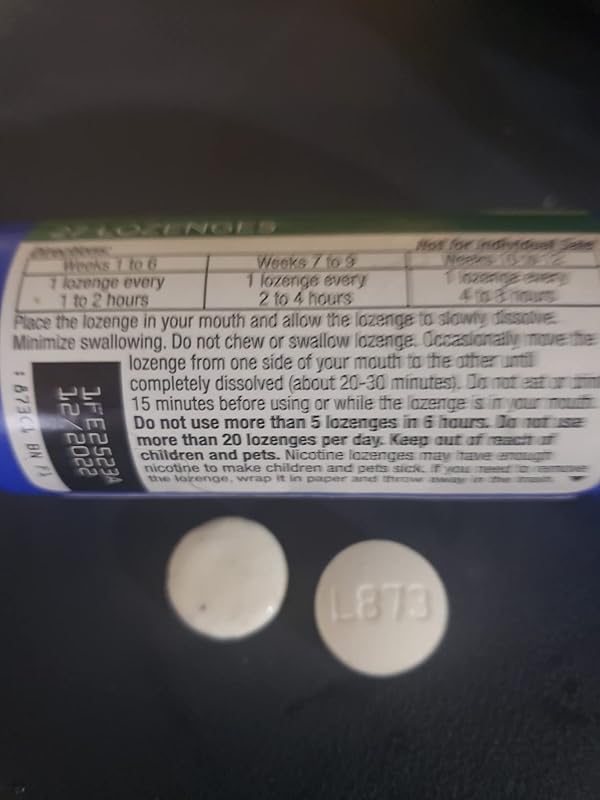 27 LOZENGES
Directions:
Not for Individual Sale
Weeks 1 to 6
Weeks 7 to 9
Weeks 10 to 12
1 lozenge every
1 to 2 hours
1 lozenge every
2 to 4 hours
1 lozenge every
4 to 8 hours
Place the lozenge in your mouth and allow the lozenge to slowly dissolve.
Minimize swallowing. Do not chew or swallow lozenge. Occasionally move the
lozenge from one side of your mouth to the other until
completely dissolved (about 20-30 minutes). Do not eat or drink
15 minutes before using or while the lozenge is in your mouth.
Do not use more than 5 lozenges in 6 hours. Do not use
more than 20 lozenges per day. Keep out of reach of
children and pets. Nicotine lozenges may have enough
nicotine to make children and pets sick. If you need to remove
the lozenge, wrap it in paper and throw away in the trash.
1FE2523A
12/2022
L873